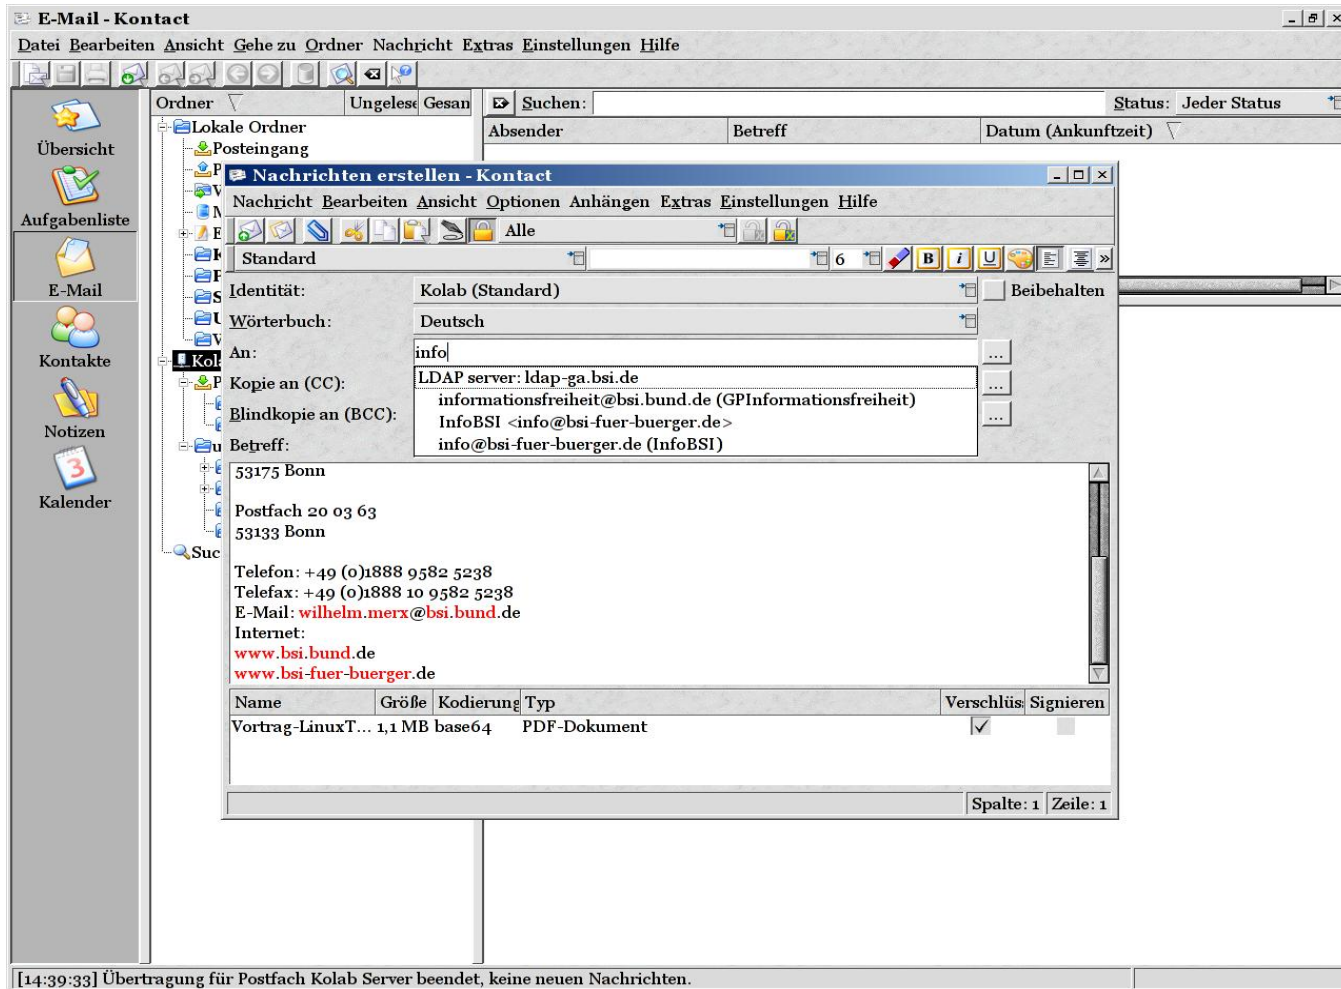 E-Mail - Kontact
Datei Bearbeiten Ansicht Gehe zu Ordner Nachricht Extras Einstellungen Hilfe
Ordner Ungelese Gesan
Suchen: Status: Jeder Status
Absender Betreff Datum (Ankunftzeit)
Übersicht
Aufgabenliste
E-Mail
Kontakte
Notizen
Kalender
Lokale Ordner
Posteingang
P
V
E
K
P
S
U
V
Kola
P
u
Suc
Nachrichten erstellen - Kontact
Nachricht Bearbeiten Ansicht Optionen Anhängen Extras Einstellungen Hilfe
Alle
Standard 6 B i U »
Identität: Kolab (Standard) Beibehalten
Wörterbuch: Deutsch
An: info ...
LDAP server: ldap-ga.bsi.de
Kopie an (CC): ...
informationsfreiheit@bsi.bund.de (GPInformationsfreiheit)
Blindkopie an (BCC): ...
InfoBSI <info@bsi-fuer-buerger.de>
Betreff:
info@bsi-fuer-buerger.de (InfoBSI)
53175 Bonn
Postfach 20 03 63
53133 Bonn
Telefon: +49 (0)1888 9582 5238
Telefax: +49 (0)1888 10 9582 5238
E-Mail: wilhelm.merx@bsi.bund.de
Internet:
www.bsi.bund.de
www.bsi-fuer-buerger.de
Name Größe Kodierung Typ Verschlüs Signieren
Vortrag-LinuxT... 1,1 MB base64 PDF-Dokument
Spalte: 1 Zeile: 1
[14:39:33] Übertragung für Postfach Kolab Server beendet, keine neuen Nachrichten.